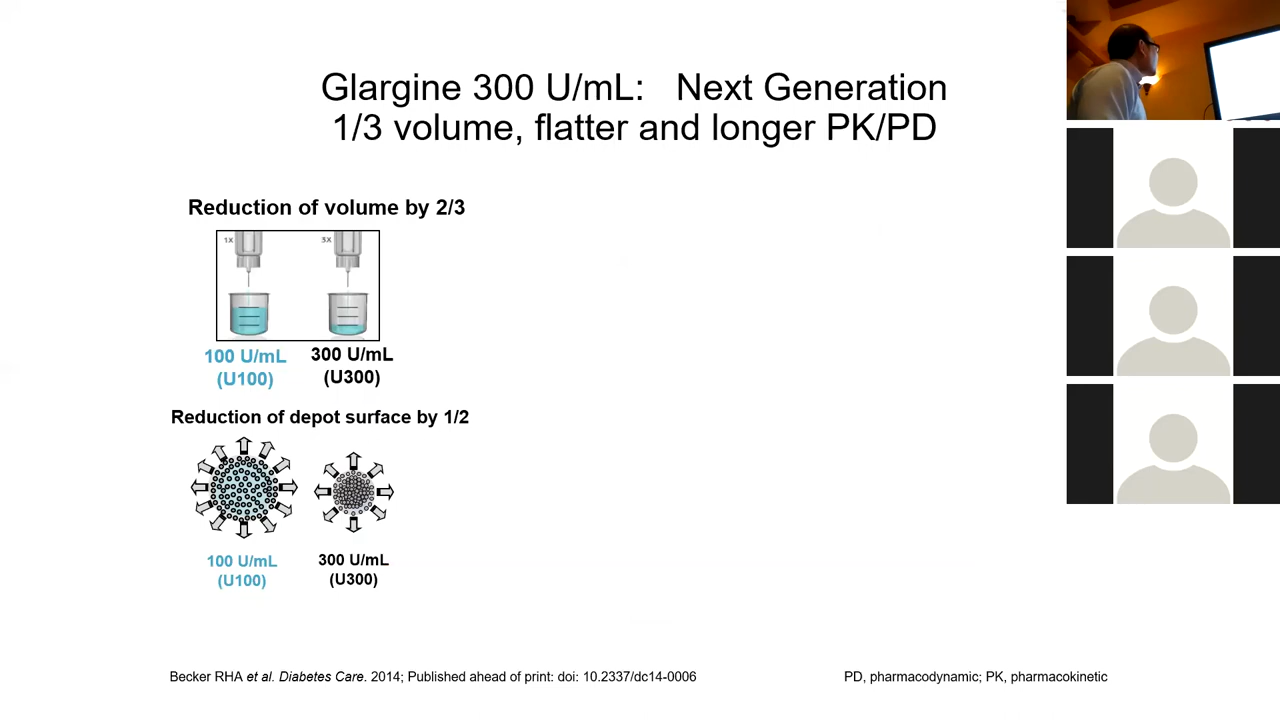 Glargine 300 U/mL: Next Generation
1/3 volume, flatter and longer PK/PD
Reduction of volume by 2/3
1X 3X
100 U/mL 300 U/mL
(U100) (U300)
Reduction of depot surface by 1/2
100 U/mL 300 U/mL
(U100) (U300)
Becker RHA et al. Diabetes Care. 2014; Published ahead of print: doi: 10.2337/dc14-0006
PD, pharmacodynamic; PK, pharmacokinetic